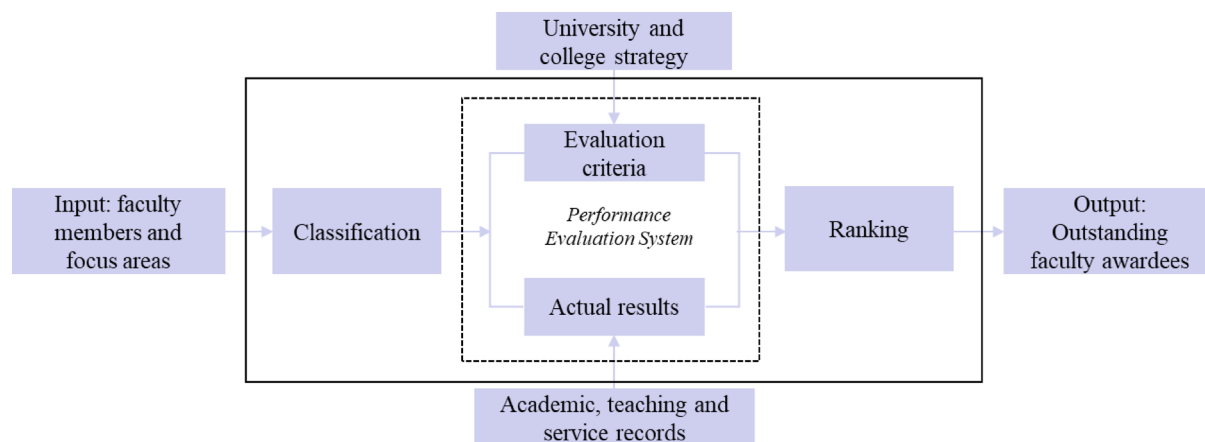 University and
college strategy
Evaluation
criteria
Input: faculty
members and
focus areas
Classification
Performance
Evaluation System
Ranking
Output:
Outstanding
faculty awardees
Actual results
Academic, teaching and
service records